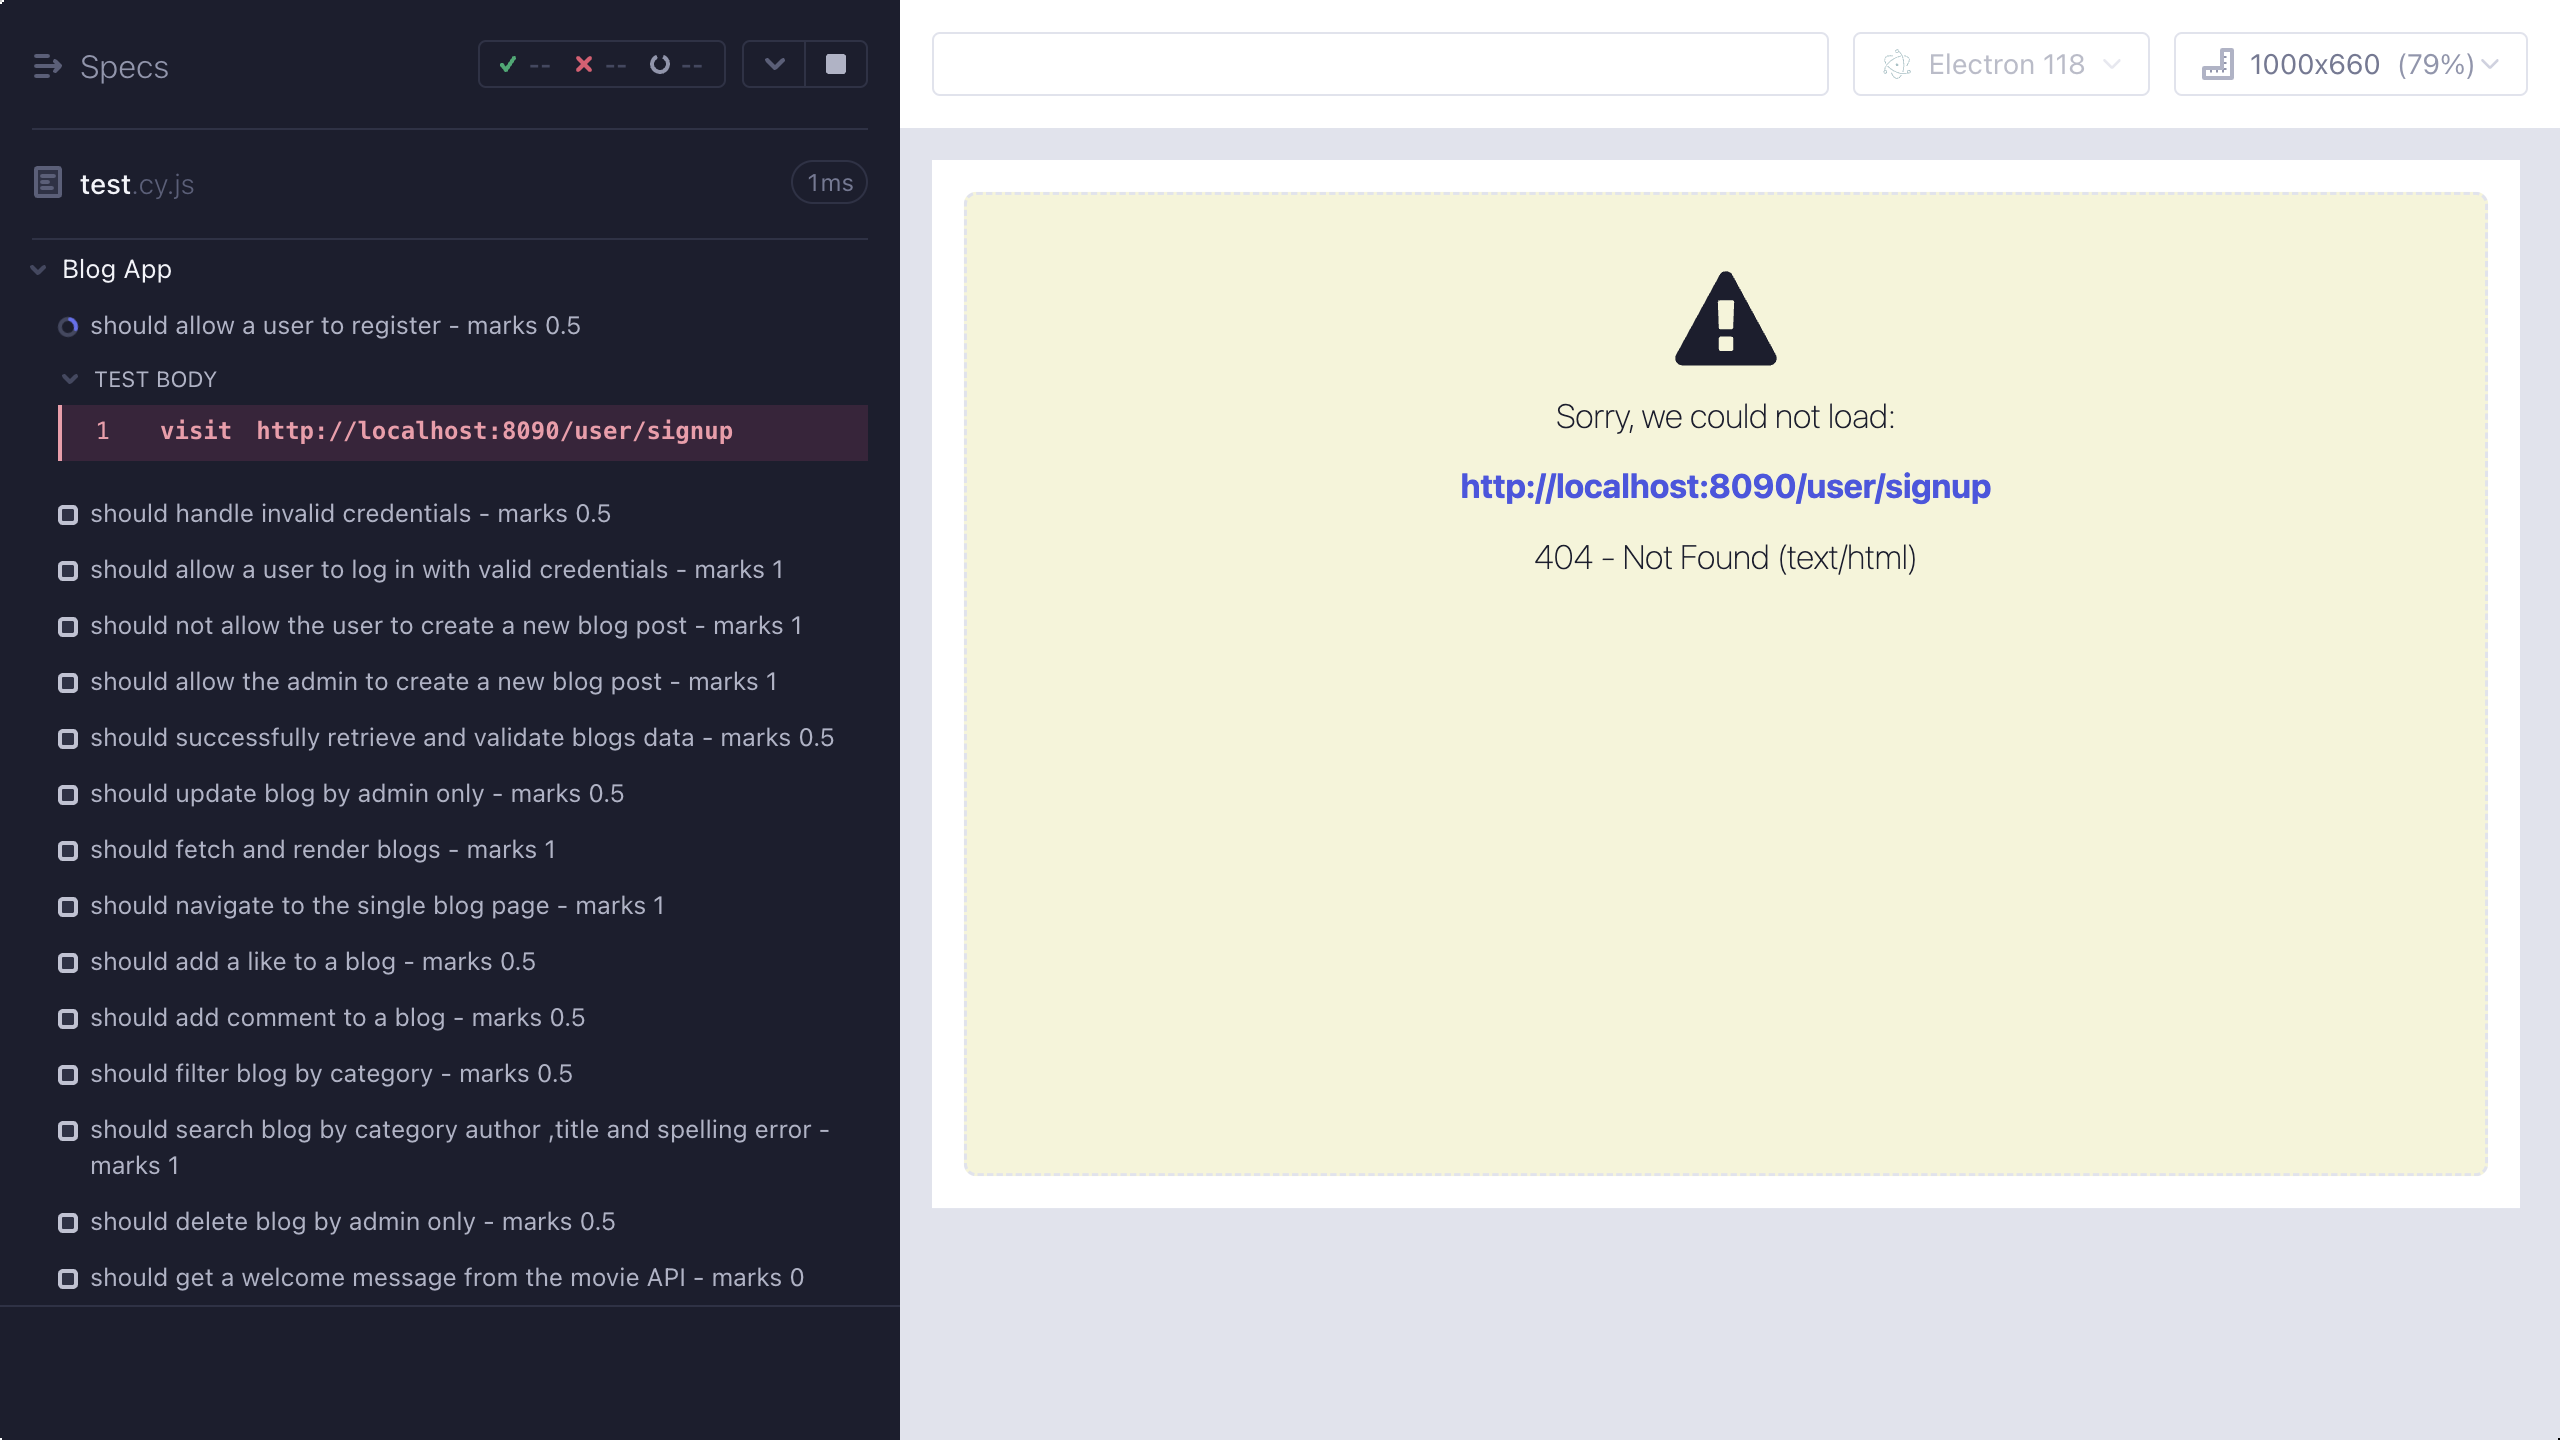 Specs
--
--
--
test.cy.js
1ms
Blog App
should allow a user to register - marks 0.5
TEST BODY
1 visit http://localhost:8090/user/signup
should handle invalid credentials - marks 0.5
should allow a user to log in with valid credentials - marks 1
should not allow the user to create a new blog post - marks 1
should allow the admin to create a new blog post - marks 1
should successfully retrieve and validate blogs data - marks 0.5
should update blog by admin only - marks 0.5
should fetch and render blogs - marks 1
should navigate to the single blog page - marks 1
should add a like to a blog - marks 0.5
should add comment to a blog - marks 0.5
should filter blog by category - marks 0.5
should search blog by category author ,title and spelling error -
marks 1
should delete blog by admin only - marks 0.5
should get a welcome message from the movie API - marks 0
Electron 118
1000x660 (79%)
Sorry, we could not load:
http://localhost:8090/user/signup
404 - Not Found (text/html)